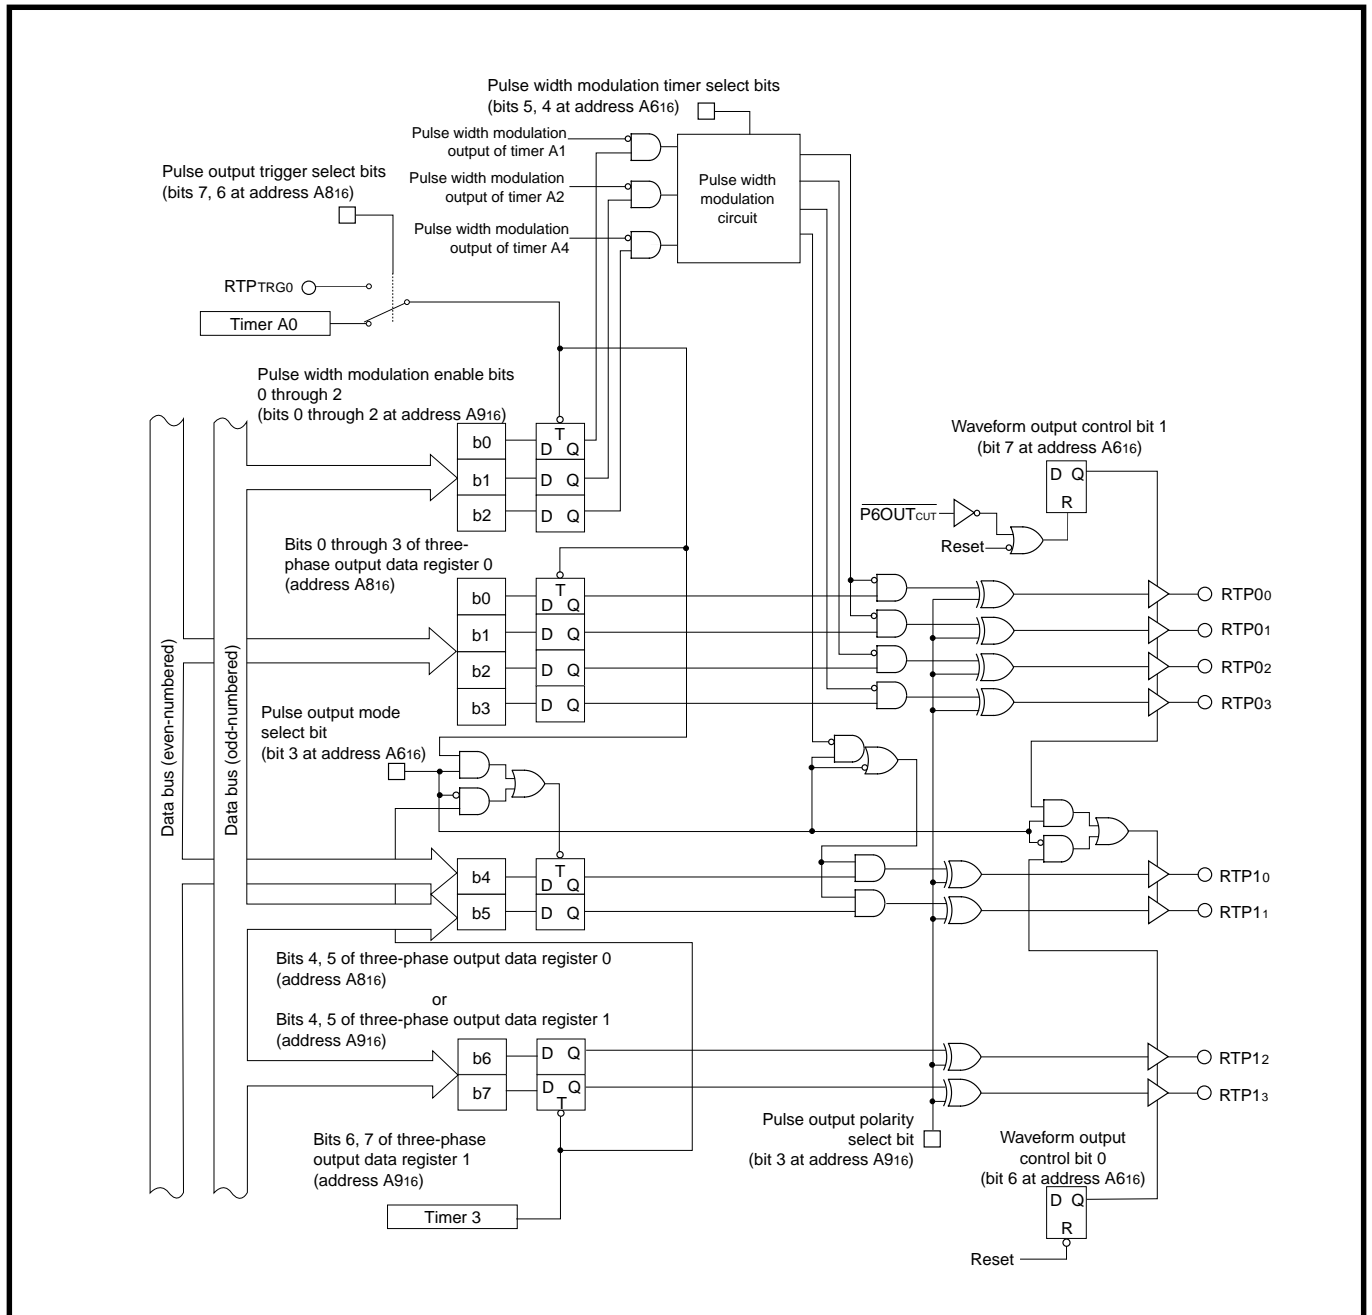 Pulse width modulation timer select bits
(bits 5, 4 at address A616)
Pulse width modulation
output of timer A1
Pulse width modulation
output of timer A2
Pulse width modulation
output of timer A4
Pulse width
modulation
circuit
Pulse output trigger select bits
(bits 7, 6 at address A816)
RTPTRG0
Timer A0
Pulse width modulation enable bits
0 through 2
(bits 0 through 2 at address A916)
b0
b1
b2
T
D Q
D Q
D Q
Waveform output control bit 1
(bit 7 at address A616)
D Q
R
P6OUTCUT
Reset
Bits 0 through 3 of three-
phase output data register 0
(address A816)
b0
b1
b2
b3
T
D Q
D Q
D Q
D Q
RTP00
RTP01
RTP02
RTP03
Data bus (even-numbered)
Data bus (odd-numbered)
Pulse output mode
select bit
(bit 3 at address A616)
b4
b5
T
D Q
D Q
RTP10
RTP11
Bits 4, 5 of three-phase output data register 0
(address A816)
or
Bits 4, 5 of three-phase output data register 1
(address A916)
b6
b7
D Q
D Q
T
RTP12
RTP13
Bits 6, 7 of three-phase
output data register 1
(address A916)
Timer 3
Pulse output polarity
select bit
(bit 3 at address A916)
Waveform output
control bit 0
(bit 6 at address A616)
D Q
R
Reset